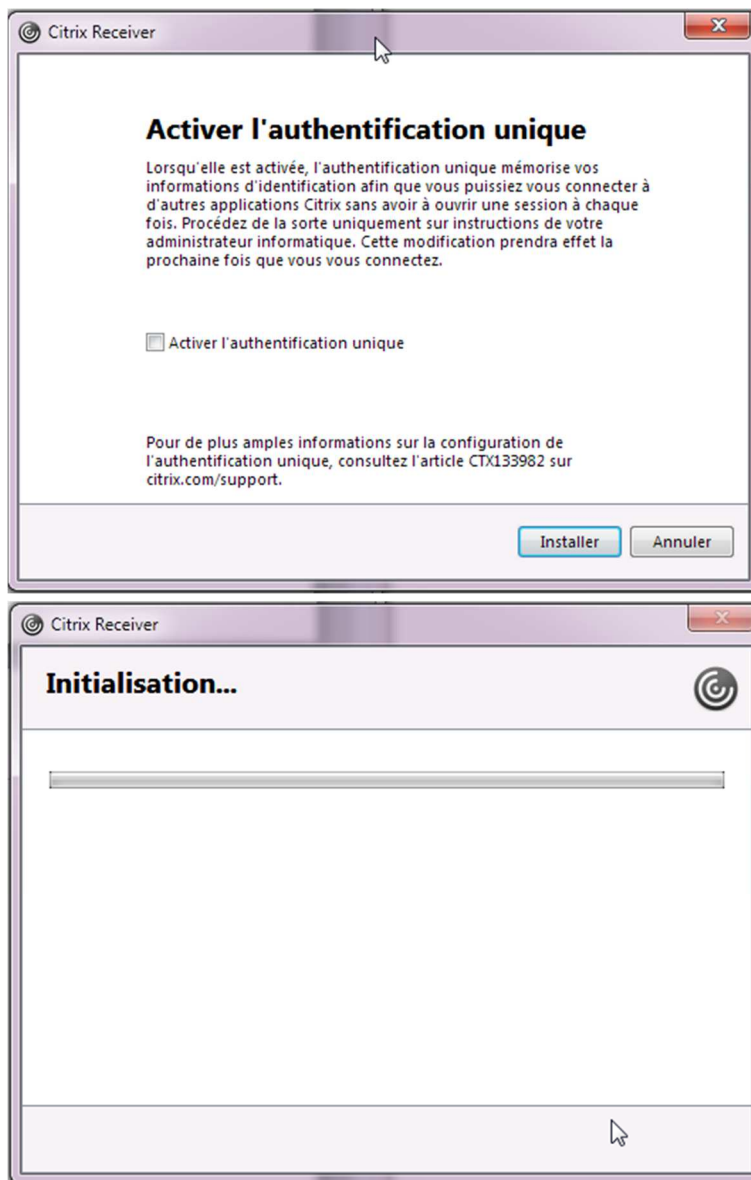 Citrix Receiver
Activer l'authentification unique
Lorsqu'elle est activée, l'authentification unique mémorise vos
informations d'identification afin que vous puissiez vous connecter à
d'autres applications Citrix sans avoir à ouvrir une session à chaque
fois. Procédez de la sorte uniquement sur instructions de votre
administrateur informatique. Cette modification prendra effet la
prochaine fois que vous vous connectez.
Activer l'authentification unique
Pour de plus amples informations sur la configuration de
l'authentification unique, consultez l'article CTX133982 sur
citrix.com/support.
Installer Annuler
Citrix Receiver
Initialisation...